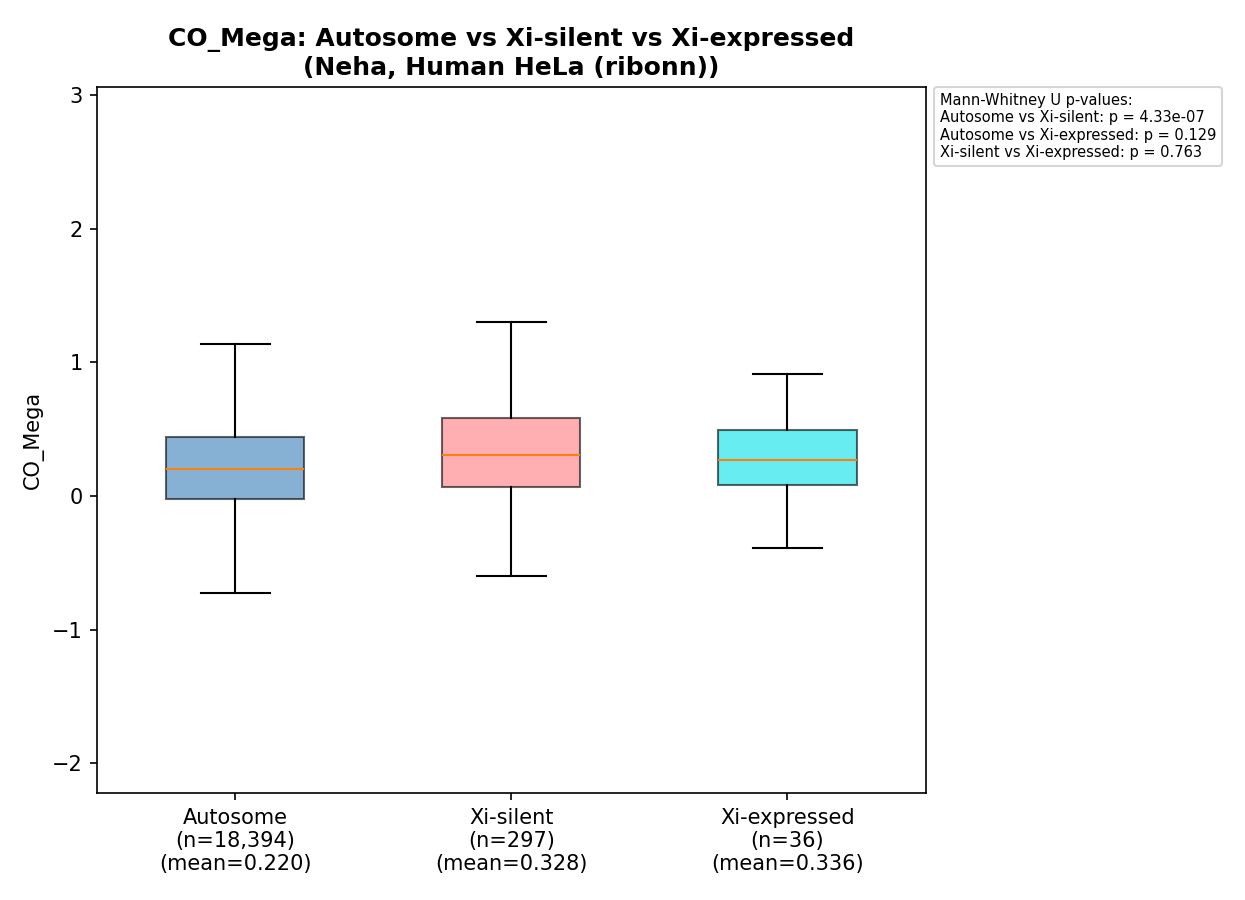 CO_Mega: Autosome vs Xi-silent vs Xi-expressed
(Neha, Human HeLa (ribonn))
Mann-Whitney U p-values:
Autosome vs Xi-silent: p = 4.33e-07
Autosome vs Xi-expressed: p = 0.129
Xi-silent vs Xi-expressed: p = 0.763
CO_Mega
3
2
1
0
−1
−2
Autosome
(n=18,394)
(mean=0.220)
Xi-silent
(n=297)
(mean=0.328)
Xi-expressed
(n=36)
(mean=0.336)